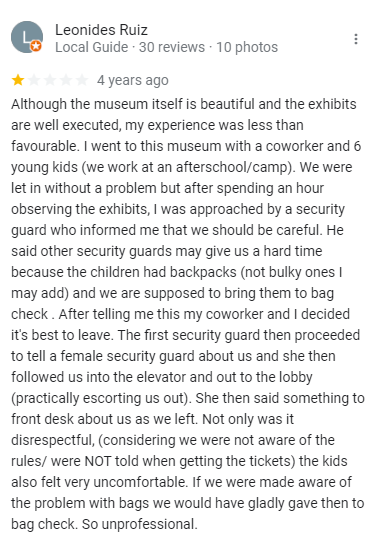 L
Leonides Ruiz
Local Guide · 30 reviews · 10 photos
4 years ago
Although the museum itself is beautiful and the exhibits
are well executed, my experience was less than
favourable. I went to this museum with a coworker and 6
young kids (we work at an afterschool/camp). We were
let in without a problem but after spending an hour
observing the exhibits, I was approached by a security
guard who informed me that we should be careful. He
said other security guards may give us a hard time
because the children had backpacks (not bulky ones I
may add) and we are supposed to bring them to bag
check . After telling me this my coworker and I decided
it's best to leave. The first security guard then proceeded
to tell a female security guard about us and she then
followed us into the elevator and out to the lobby
(practically escorting us out). She then said something to
front desk about us as we left. Not only was it
disrespectful, (considering we were not aware of the
rules/ were NOT told when getting the tickets) the kids
also felt very uncomfortable. If we were made aware of
the problem with bags we would have gladly gave then to
bag check. So unprofessional.